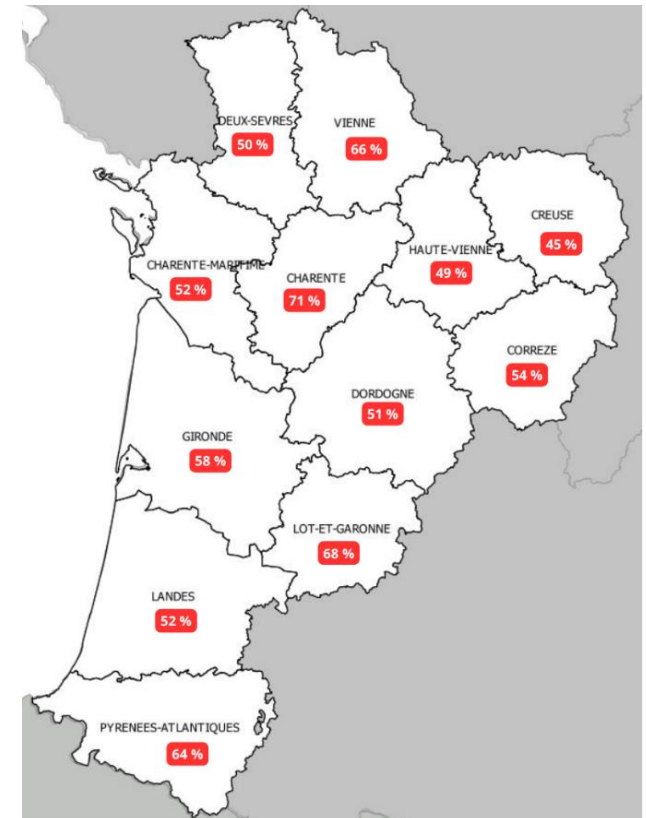 DEUX-SEVRES
50 %
VIENNE
66 %
CREUSE
45 %
HAUTE-VIENNE
49 %
CHARENTE-MARITIME
52 %
CHARENTE
71 %
CORREZE
54 %
DORDOGNE
51 %
GIRONDE
58 %
LOT-ET-GARONNE
68 %
LANDES
52 %
PYRENEES-ATLANTIQUES
64 %